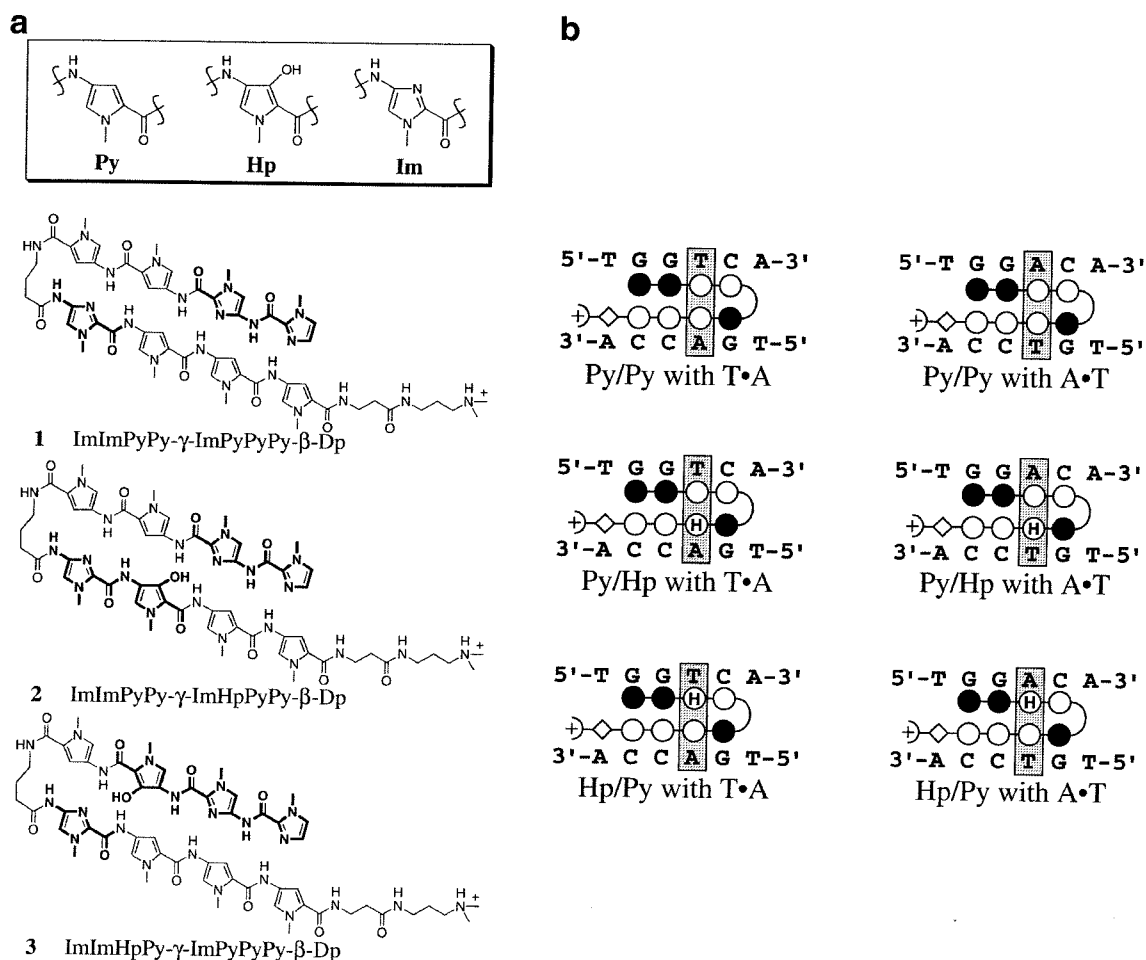 a
b
Py
Hp
Im
1 ImImPyPy-γ-ImPyPyPy-β-Dp
2 ImImPyPy-γ-ImHpPyPy-β-Dp
3 ImImHpPy-γ-ImPyPyPy-β-Dp
5'-T G G T C A-3'
3'-A C C A G T-5'
Py/Py with T•A
5'-T G G A C A-3'
3'-A C C T G T-5'
Py/Py with A•T
5'-T G G T C A-3'
H
3'-A C C A G T-5'
Py/Hp with T•A
5'-T G G A C A-3'
H
3'-A C C T G T-5'
Py/Hp with A•T
5'-T G G T C A-3'
H
3'-A C C A G T-5'
Hp/Py with T•A
5'-T G G A C A-3'
H
3'-A C C T G T-5'
Hp/Py with A•T